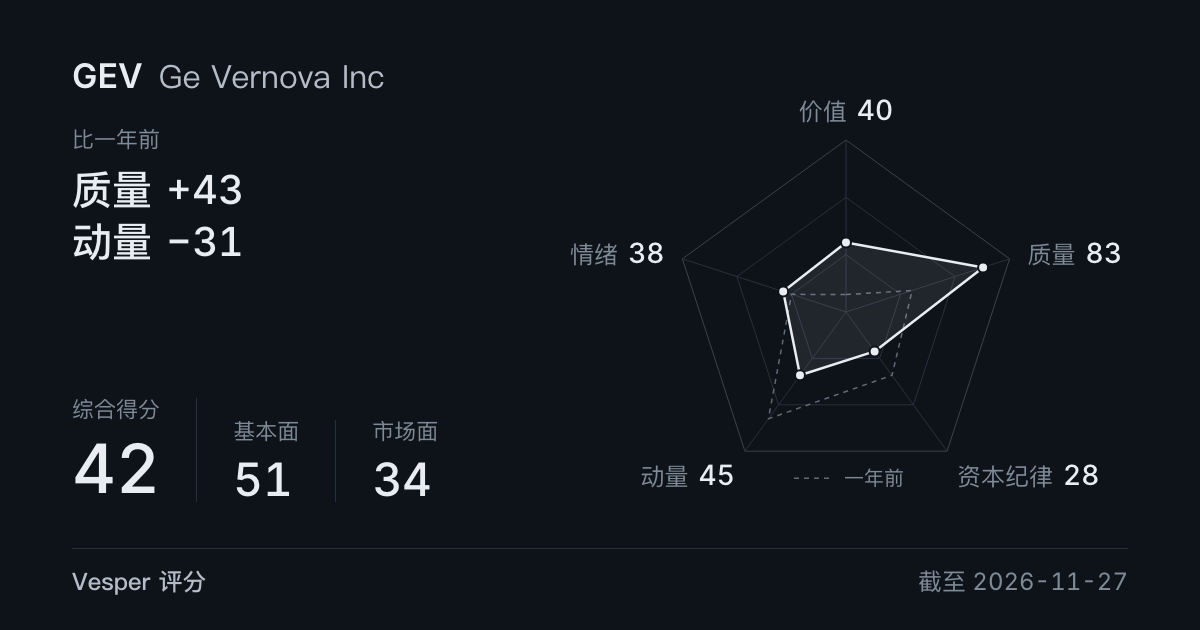 GEV Ge Vernova Inc
比一年前
质量 +43
动量 −31
综合得分
42
基本面
51
市场面
34
价值 40
情绪 38
质量 83
动量 45
一年前
资本纪律 28
Vesper 评分
截至 2026-11-27